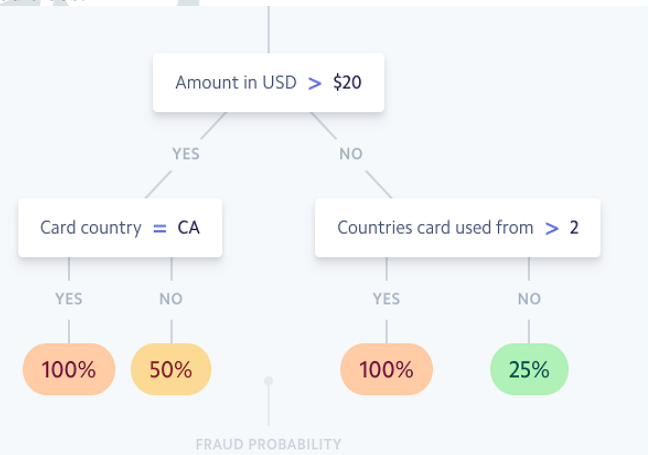 Amount in USD > $20
YES
NO
Card country = CA
Countries card used from > 2
YES
NO
YES
NO
100%
50%
100%
25%
FRAUD PROBABILITY